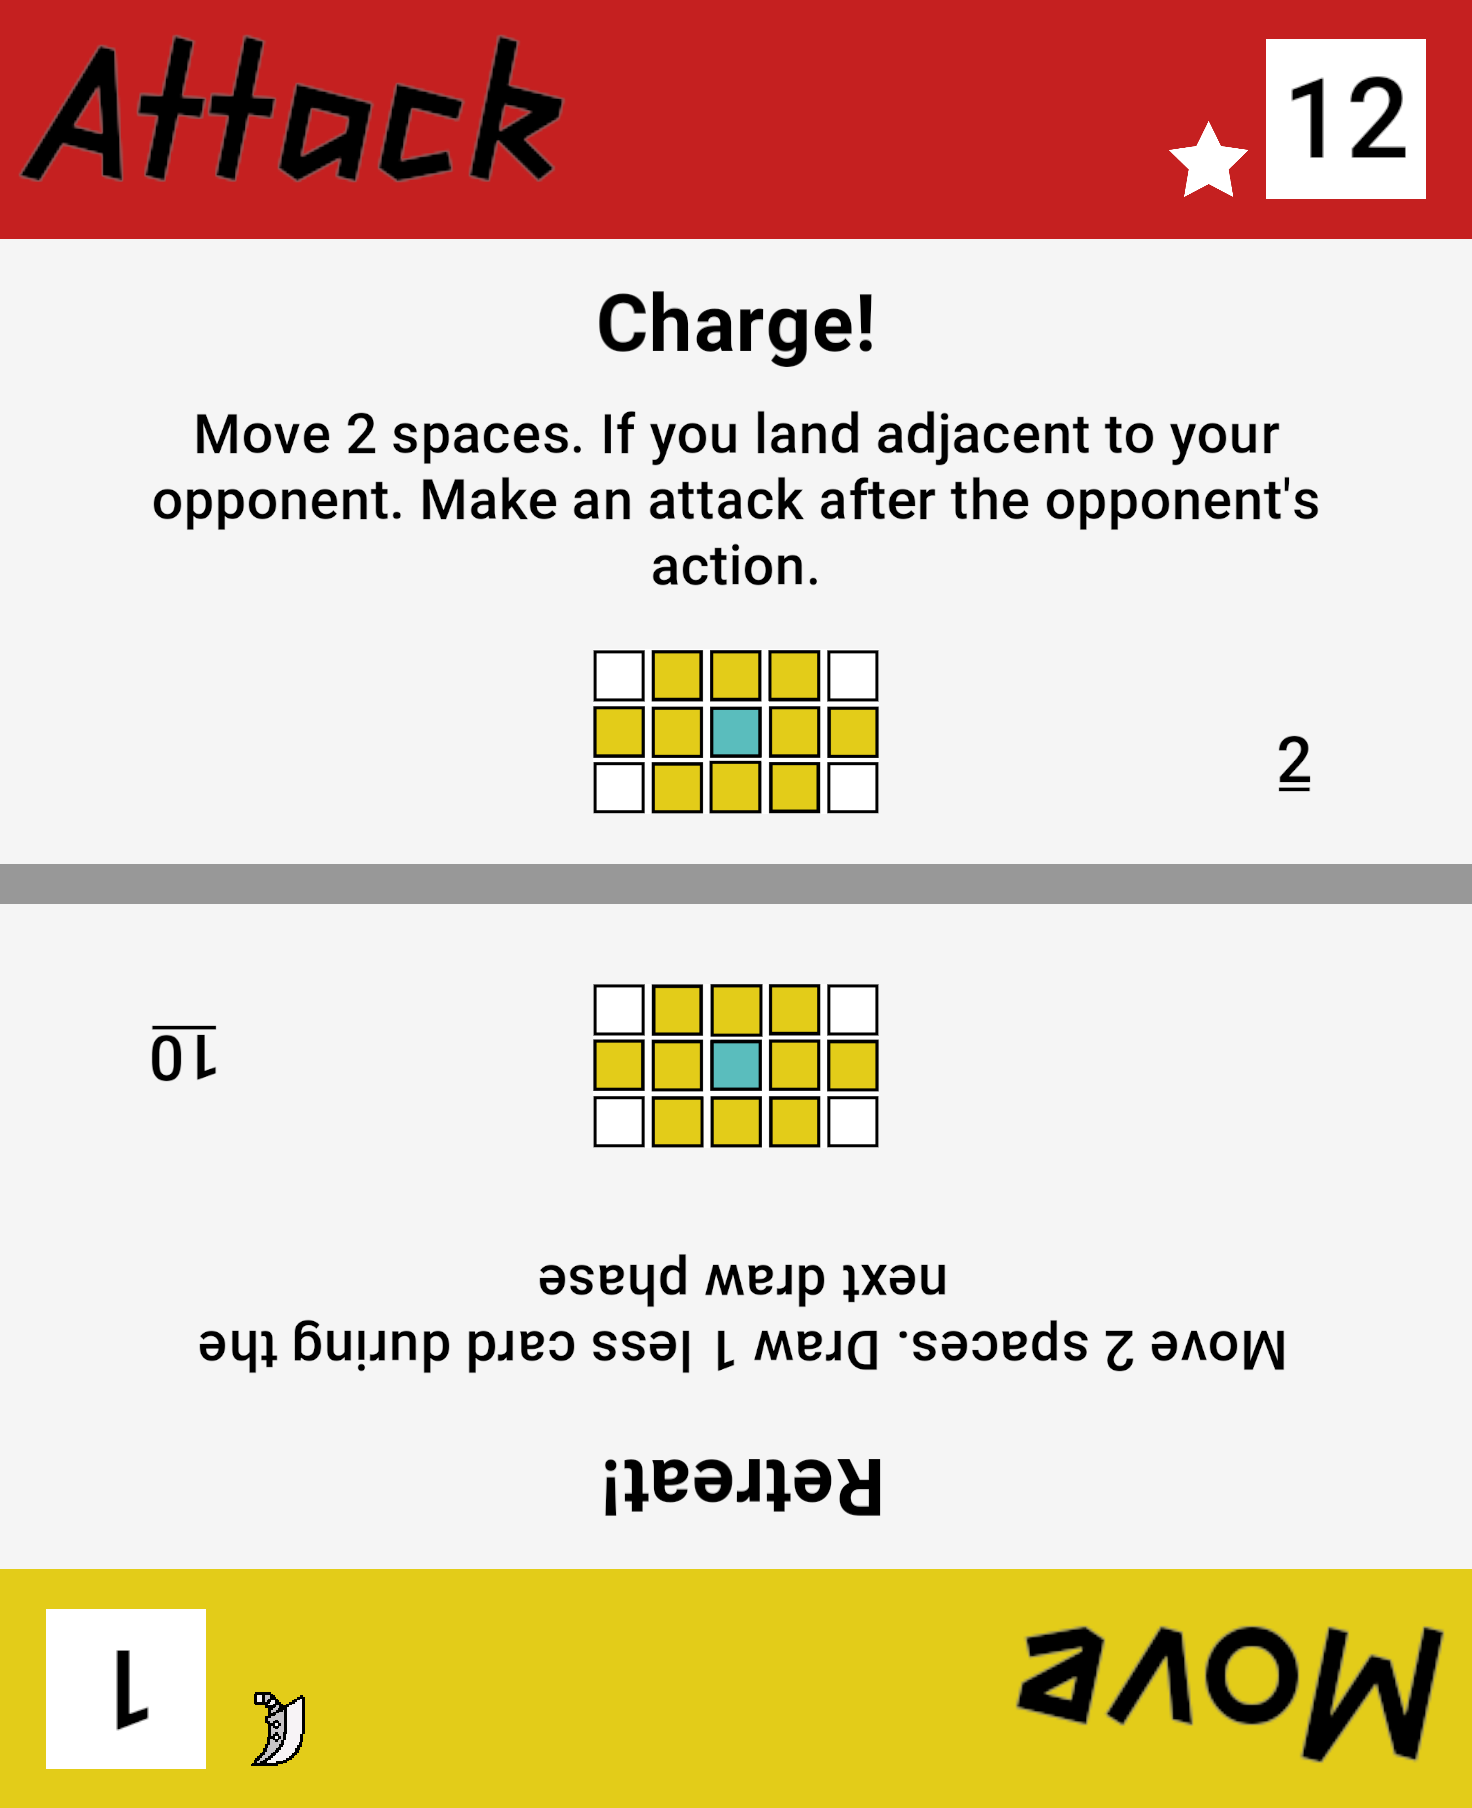 Attack
12
Charge!
Move 2 spaces. If you land adjacent to your
opponent. Make an attack after the opponent's
action.
2
Move
1
Retreat!
Move 2 spaces. Draw 1 less card during the
next draw phase
10